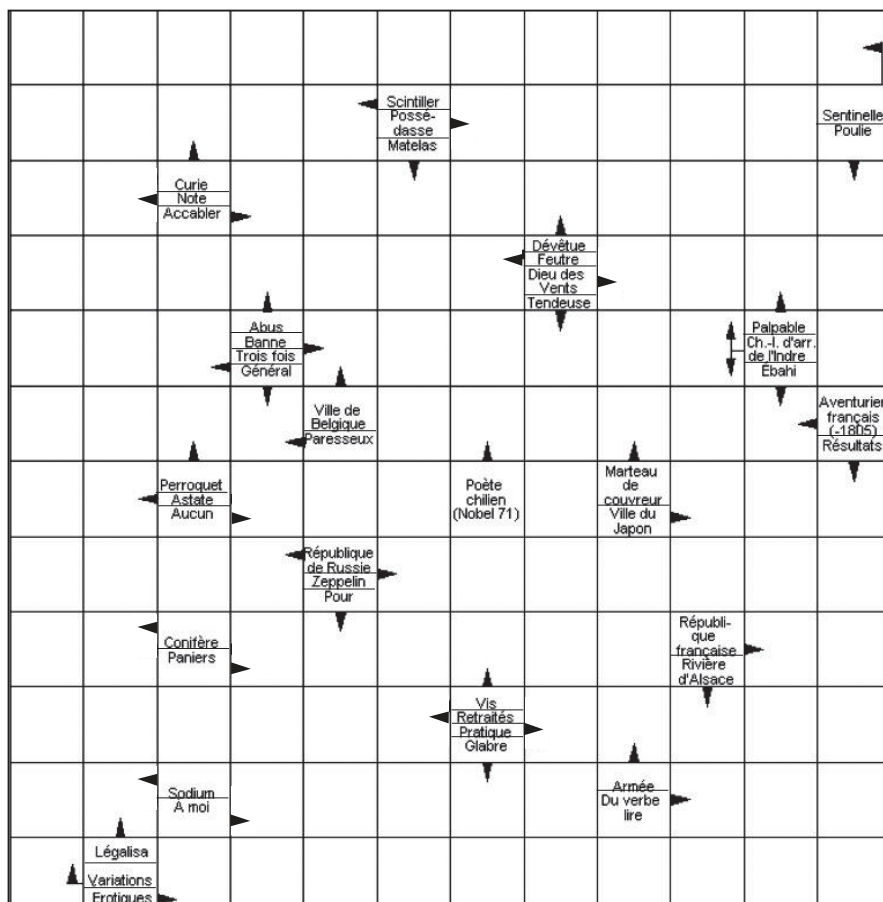 Scintiller
Possé-
dasse
Matelas
Sentinelle
Poulie
Curie
Note
Accabler
Dévêtue
Feutre
Dieu des
Vents
Tendeuse
Abus
Banne
Trois fois
Général
Palpable
Ch.-l. d'arr.
de l'Indre
Ébahi
Ville de
Belgique
Paresseux
Aventurier
français
(-1805)
Résultats
Perroquet
Astate
Aucun
Poète
chilien
(Nobel 71)
Marteau
de
couvreur
Ville du
Japon
République
de Russie
Zeppelin
Pour
Conifère
Paniers
Républi-
que
française
Rivière
d'Alsace
Vis
Retraités
Pratique
Glabre
Sodium
A moi
Armée
Du verbe
lire
Légalisa
Variations
Erotiques